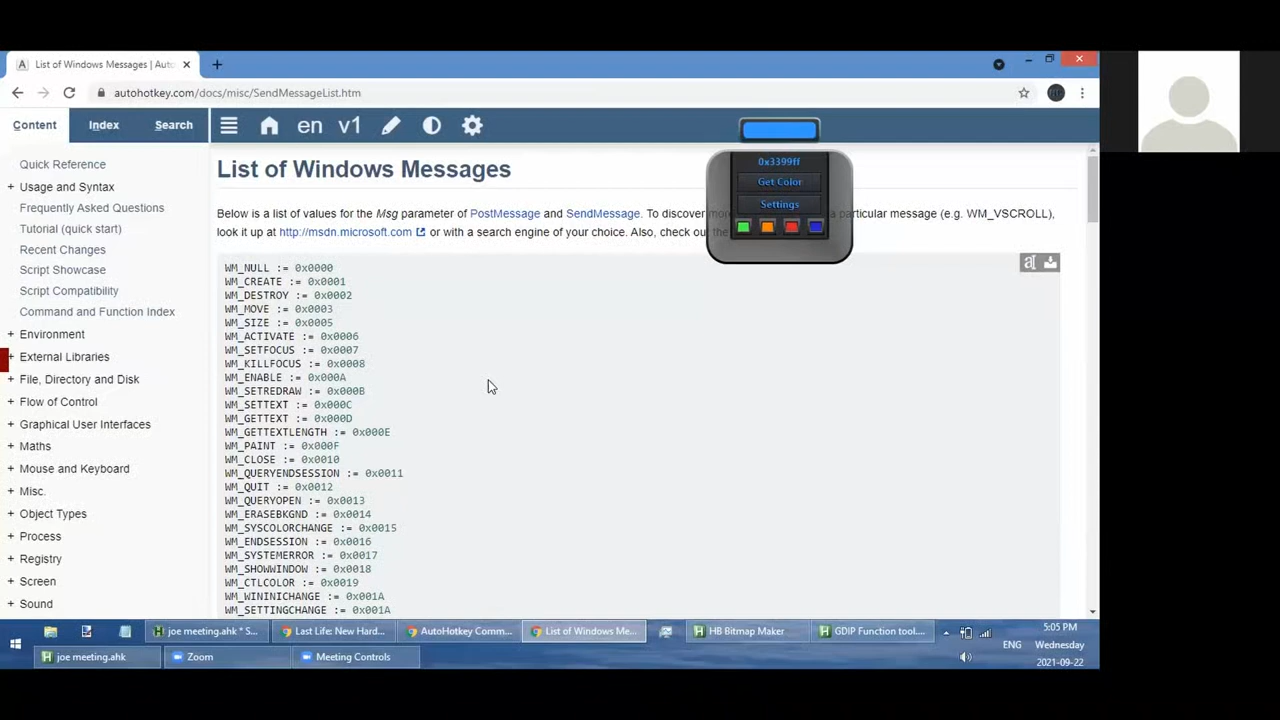 List of Windows Messages | Auto
autohotkey.com/docs/misc/SendMessageList.htm
Content
Index
Search
en
v1
Quick Reference
+ Usage and Syntax
Frequently Asked Questions
Tutorial (quick start)
Recent Changes
Script Showcase
Script Compatibility
Command and Function Index
+ Environment
+ External Libraries
+ File, Directory and Disk
+ Flow of Control
+ Graphical User Interfaces
+ Maths
+ Mouse and Keyboard
+ Misc.
+ Object Types
+ Process
+ Registry
+ Screen
+ Sound
List of Windows Messages
Below is a list of values for the Msg parameter of PostMessage and SendMessage. To discover particular message (e.g. WM_VSCROLL),
look it up at http://msdn.microsoft.com or with a search engine of your choice. Also, check out
0x3399ff
Get Color
Settings
WM_NULL := 0x0000
WM_CREATE := 0x0001
WM_DESTROY := 0x0002
WM_MOVE := 0x0003
WM_SIZE := 0x0005
WM_ACTIVATE := 0x0006
WM_SETFOCUS := 0x0007
WM_KILLFOCUS := 0x0008
WM_ENABLE := 0x000A
WM_SETREDRAW := 0x000B
WM_SETTEXT := 0x000C
WM_GETTEXT := 0x000D
WM_GETTEXTLENGTH := 0x000E
WM_PAINT := 0x000F
WM_CLOSE := 0x0010
WM_QUERYENDSESSION := 0x0011
WM_QUIT := 0x0012
WM_QUERYOPEN := 0x0013
WM_ERASEBKGND := 0x0014
WM_SYSCOLORCHANGE := 0x0015
WM_ENDSESSION := 0x0016
WM_SYSTEMERROR := 0x0017
WM_SHOWWINDOW := 0x0018
WM_CTLCOLOR := 0x0019
WM_WININICHANGE := 0x001A
WM_SETTINGCHANGE := 0x001A
joe meeting.ahk * S...
Last Life: New Hard...
AutoHotkey Comm...
List of Windows Me...
HB Bitmap Maker
GDIP Function tool....
joe meeting.ahk
Zoom
Meeting Controls
ENG
5:05 PM
Wednesday
2021-09-22